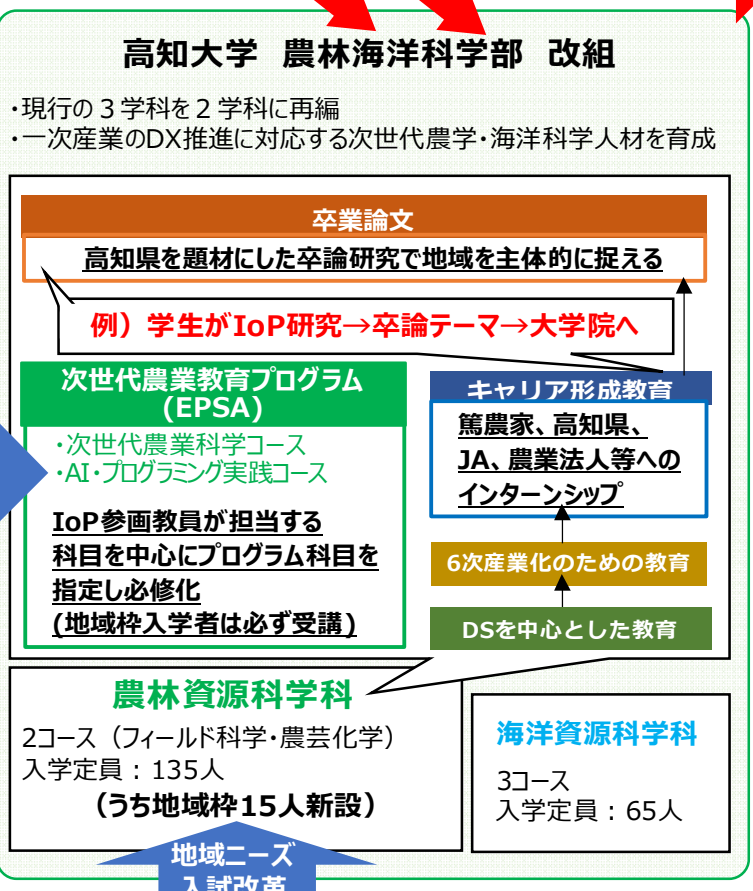 高知大学 農林海洋科学部 改組
・現行の３学科を２学科に再編
・一次産業のDX推進に対応する次世代農学・海洋科学人材を育成
卒業論文
高知県を題材にした卒論研究で地域を主体的に捉える
例）学生がIoP研究→卒論テーマ→大学院へ
次世代農業教育プログラム
(EPSA)
・次世代農業科学コース
・AI・プログラミング実践コース
IoP参画教員が担当する
科目を中心にプログラム科目を
指定し必修化
(地域枠入学者は必ず受講)
キャリア形成教育
篤農家、高知県、
JA、農業法人等への
インターンシップ
6次産業化のための教育
DSを中心とした教育
農林資源科学科
2コース（フィールド科学・農芸化学）
入学定員：135人
（うち地域枠15人新設）
海洋資源科学科
3コース
入学定員：65人
地域ニーズ
入試改革